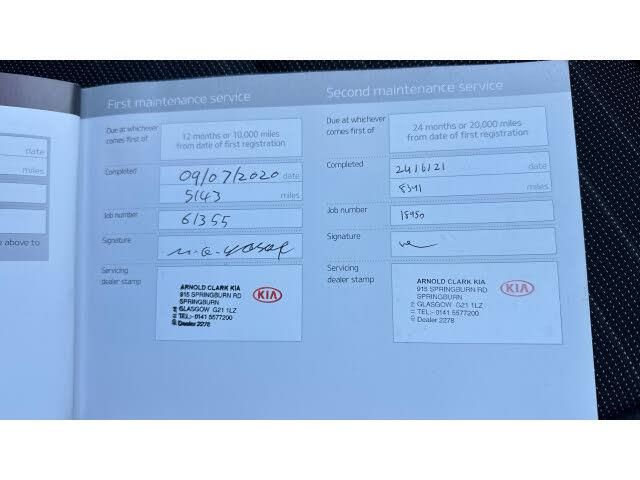 date
miles
above to
First maintenance service
Due at whichever
comes first of
12 months or 10,000 miles
from date of first registration
Completed
09/07/2020 date
5143 miles
Job number
61355
Signature
Servicing
dealer stamp
ARNOLD CLARK KIA
915 SPRINGBURN RD
SPRINGBURN
GLASGOW G21 1LZ
TEL:- 0141 5577200
Dealer 2278
KIA
Second maintenance service
Due at whichever
comes first of
24 months or 20,000 miles
from date of first registration
Completed
24/6/21 date
8391 miles
Job number
18950
Signature
Servicing
dealer stamp
ARNOLD CLARK KIA
915 SPRINGBURN RD
SPRINGBURN
GLASGOW G21 1LZ
TEL:- 0141 5577200
Dealer 2278
KIA